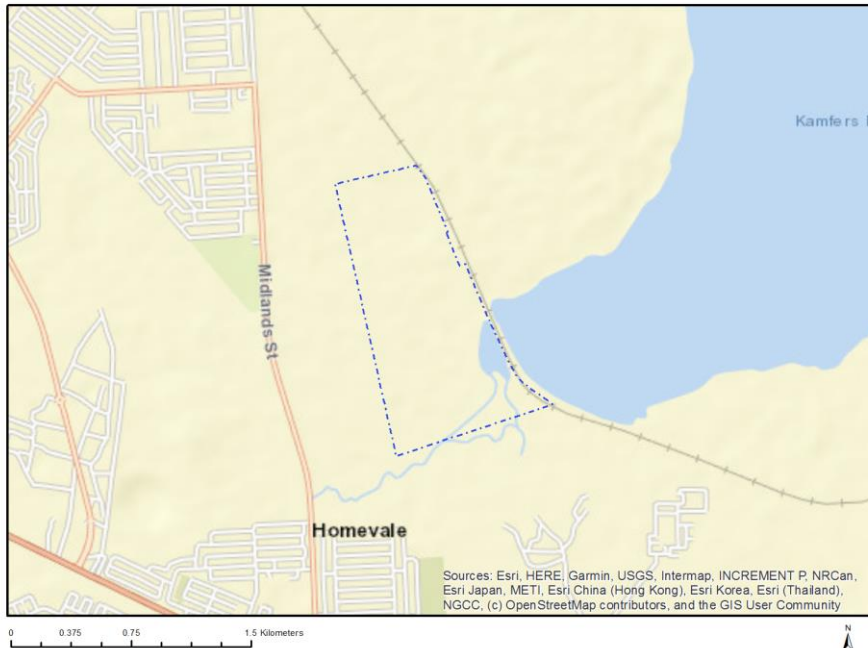 Kamfers
Midlands St
Homevale
Sources: Esri, HERE, Garmin, USGS, Intermap, INCREMENT P, NRCan,
Esri Japan, METI, Esri China (Hong Kong), Esri Korea, Esri (Thailand),
NGCC, (c) OpenStreetMap contributors, and the GIS User Community
0 0.375 0.75 1.5 Kilometers
N